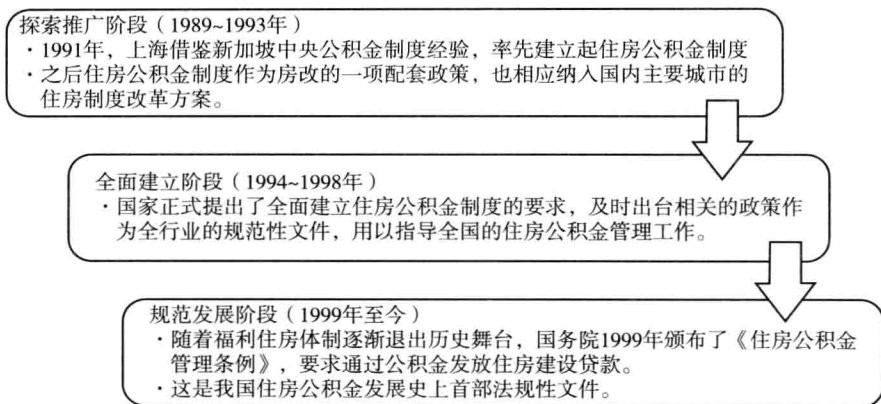 探索推广阶段（1989~1993年）
·1991年，上海借鉴新加坡中央公积金制度经验，率先建立起住房公积金制度
·之后住房公积金制度作为房改的一项配套政策，也相应纳入国内主要城市的
住房制度改革方案。
全面建立阶段（1994~1998年）
·国家正式提出了全面建立住房公积金制度的要求，及时出台相关的政策作
为全行业的规范性文件，用以指导全国的住房公积金管理工作。
规范发展阶段（1999年至今）
·随着福利住房体制逐渐退出历史舞台，国务院1999年颁布了《住房公积金
管理条例》，要求通过公积金发放住房建设贷款。
·这是我国住房公积金发展史上首部法规性文件。